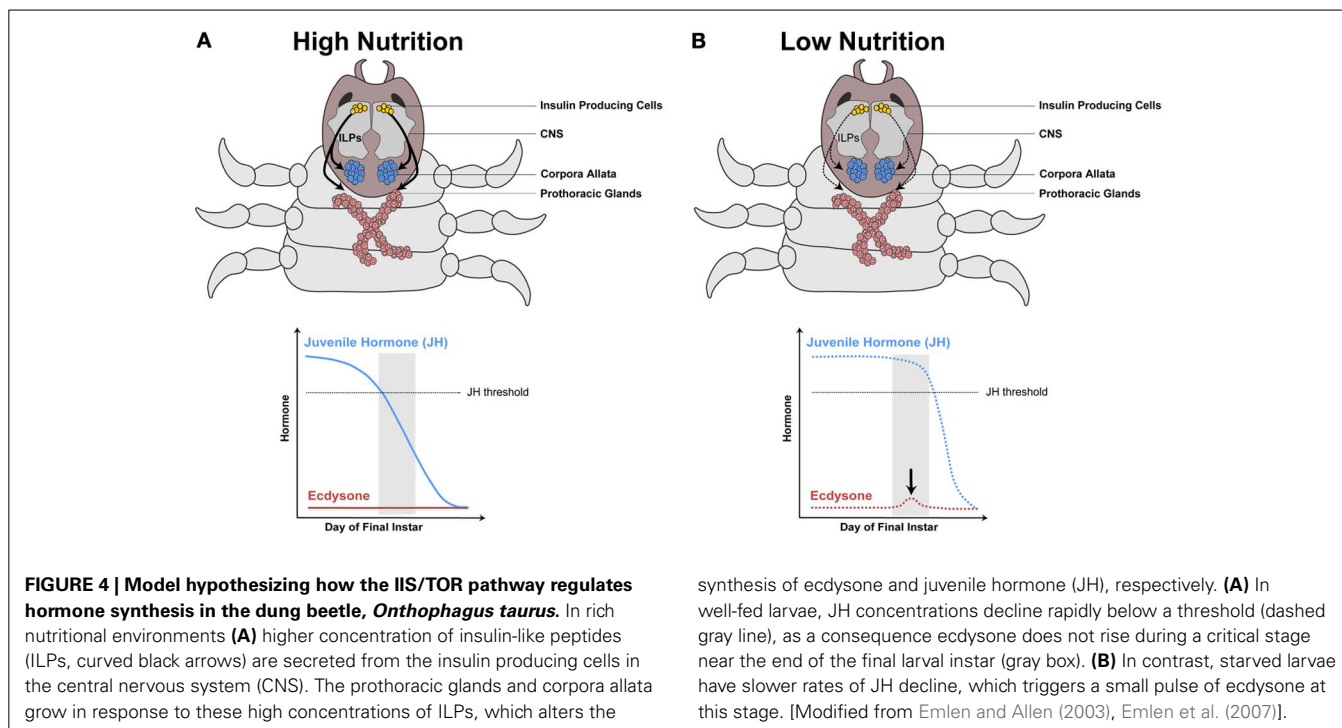 A
High Nutrition
Insulin Producing Cells
ILPs
CNS
Corpora Allata
Prothoracic Glands
Juvenile Hormone (JH)
JH threshold
Hormone
Ecdysone
Day of Final Instar
B
Low Nutrition
Insulin Producing Cells
ILPs
CNS
Corpora Allata
Prothoracic Glands
Juvenile Hormone (JH)
JH threshold
Hormone
Ecdysone
Day of Final Instar
FIGURE 4 | Model hypothesizing how the IIS/TOR pathway regulates
hormone synthesis in the dung beetle, Onthophagus taurus. In rich
nutritional environments (A) higher concentration of insulin-like peptides
(ILPs, curved black arrows) are secreted from the insulin producing cells in
the central nervous system (CNS). The prothoracic glands and corpora allata
grow in response to these high concentrations of ILPs, which alters the
synthesis of ecdysone and juvenile hormone (JH), respectively. (A) In
well-fed larvae, JH concentrations decline rapidly below a threshold (dashed
gray line), as a consequence ecdysone does not rise during a critical stage
near the end of the final larval instar (gray box). (B) In contrast, starved larvae
have slower rates of JH decline, which triggers a small pulse of ecdysone at
this stage. [Modified from Emlen and Allen (2003), Emlen et al. (2007)].